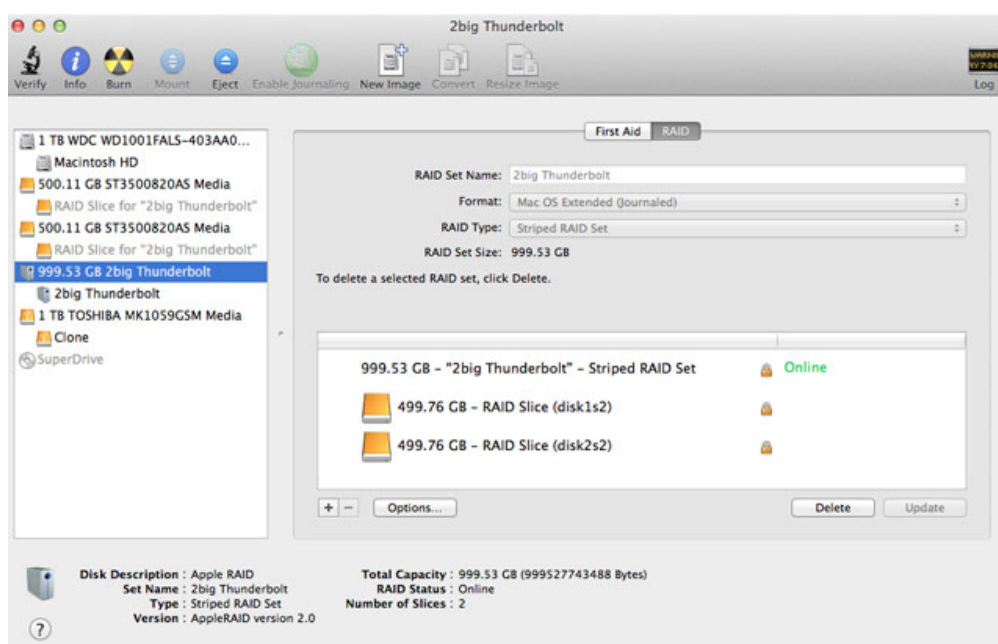 2big Thunderbolt
Verify Info Burn Mount Eject Enable Journaling New Image Convert Resize Image Log
1 TB WDC WD1001FALS-403AA0...
Macintosh HD
500.11 GB ST3500820AS Media
RAID Slice for "2big Thunderbolt"
500.11 GB ST3500820AS Media
RAID Slice for "2big Thunderbolt"
999.53 GB 2big Thunderbolt
2big Thunderbolt
1 TB TOSHIBA MK1059GSM Media
Clone
SuperDrive
First Aid RAID
RAID Set Name: 2big Thunderbolt
Format: Mac OS Extended (Journaled)
RAID Type: Striped RAID Set
RAID Set Size: 999.53 GB
To delete a selected RAID set, click Delete.
999.53 GB – "2big Thunderbolt" – Striped RAID Set Online
499.76 GB – RAID Slice (disk1s2)
499.76 GB – RAID Slice (disk2s2)
+ – Options... Delete Update
Disk Description : Apple RAID
Set Name : 2big Thunderbolt
Type : Striped RAID Set
Version : AppleRAID version 2.0
Total Capacity : 999.53 GB (999527743488 Bytes)
RAID Status : Online
Number of Slices : 2
?